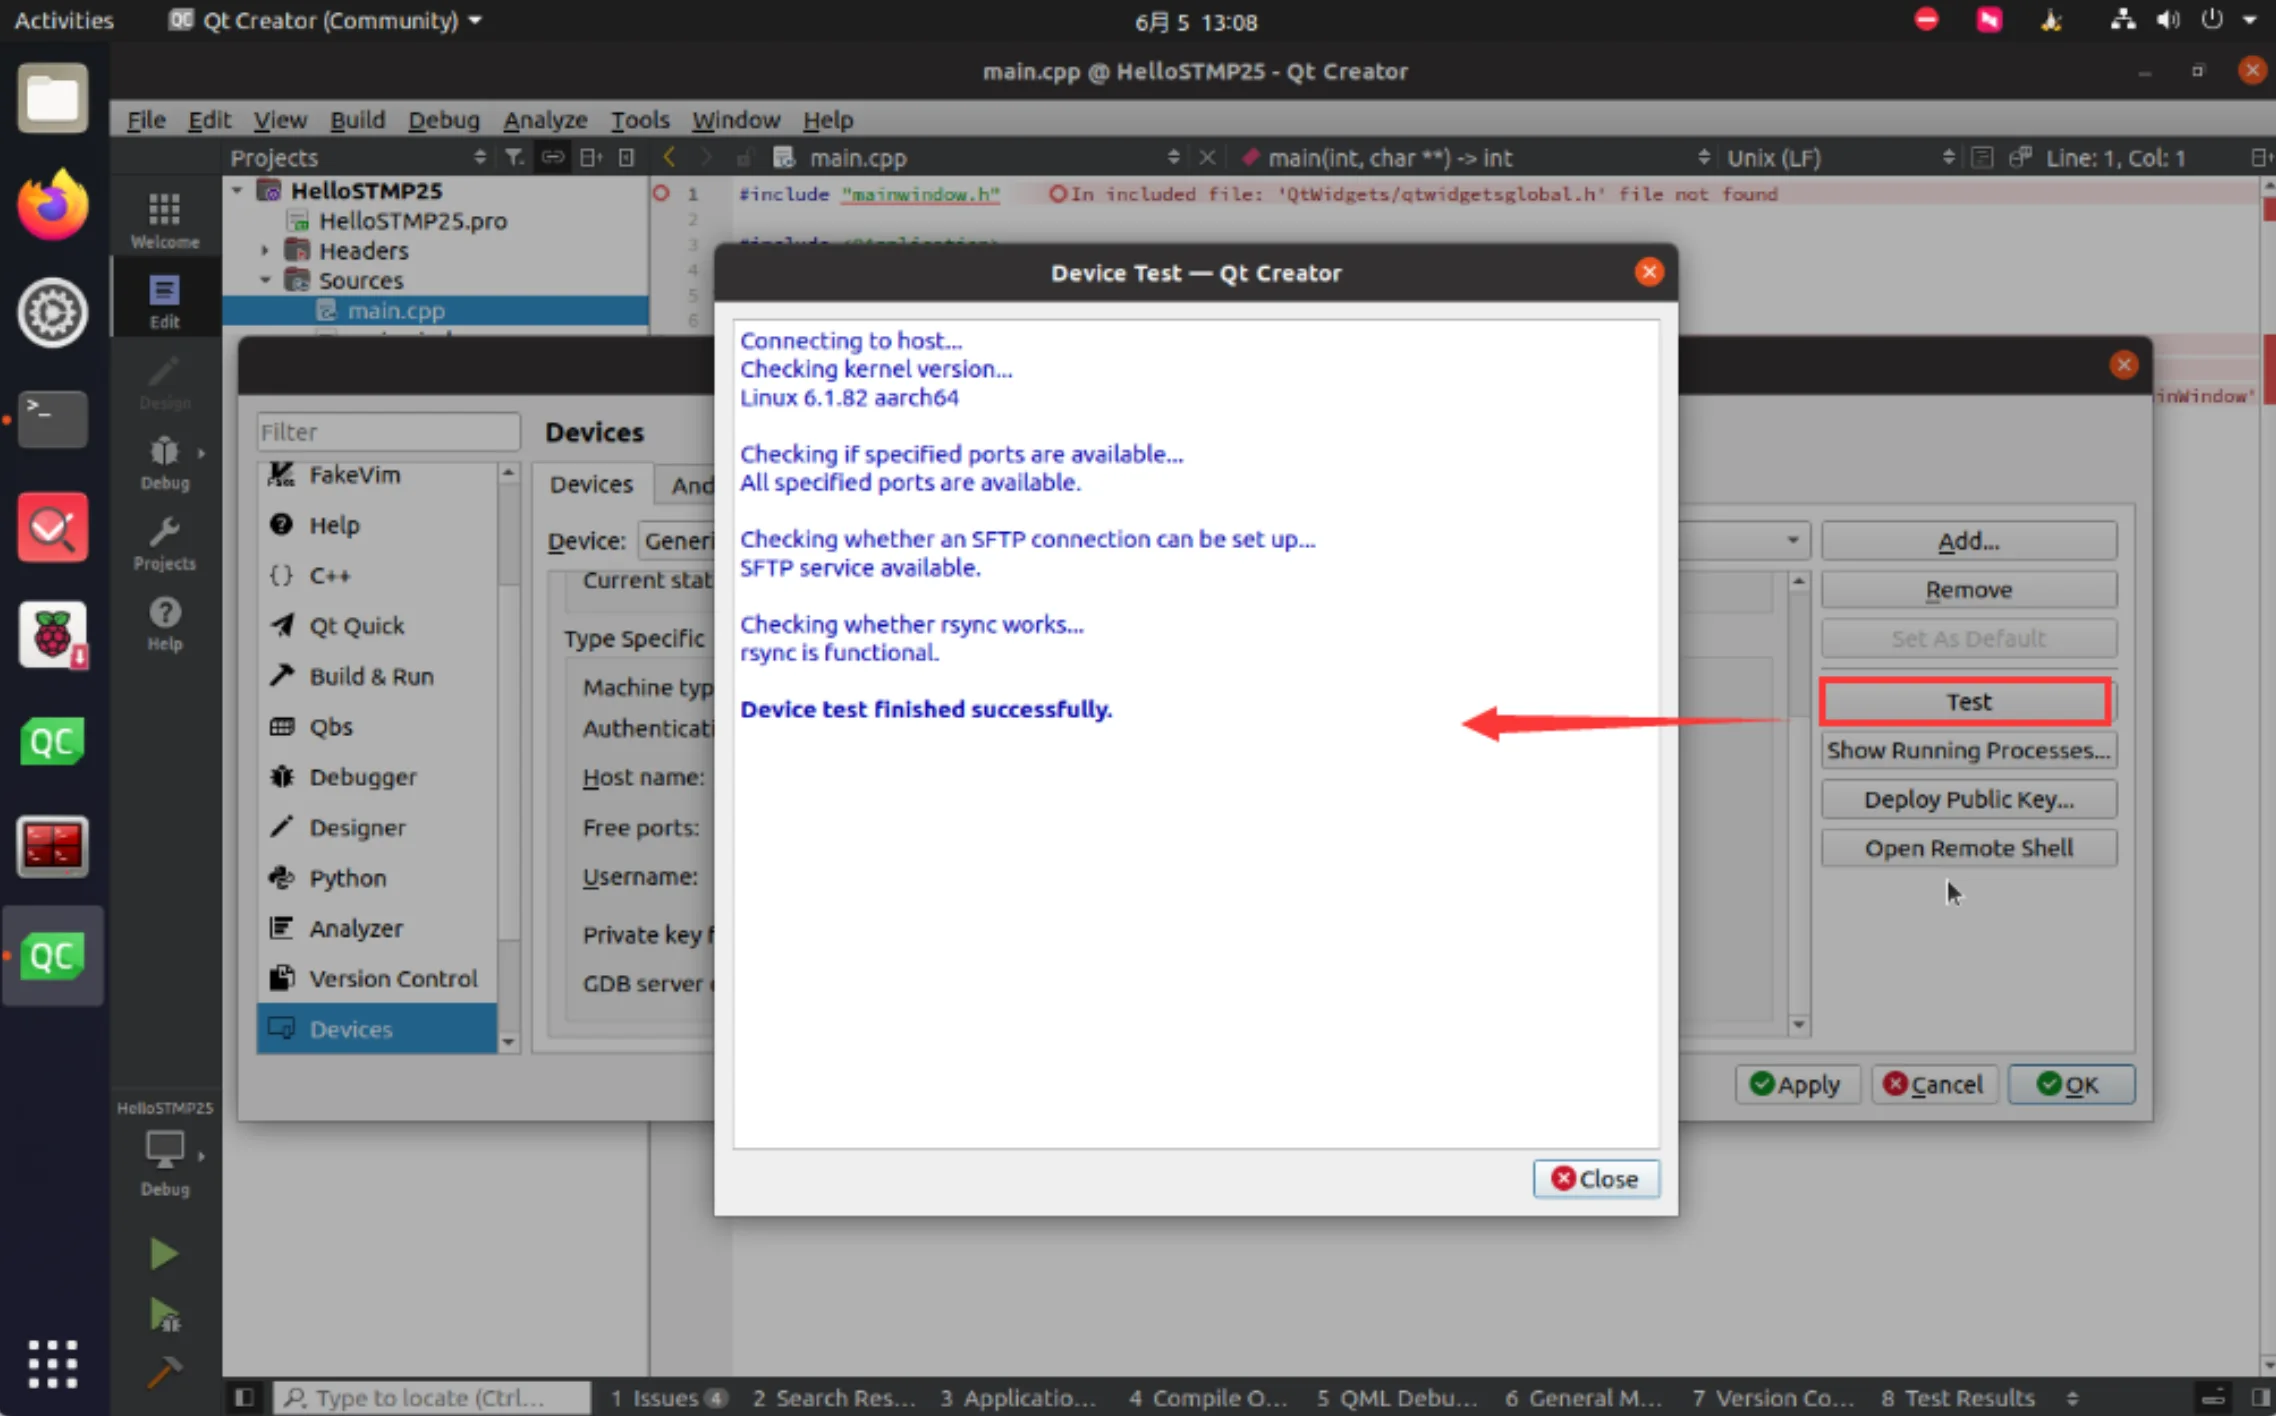 Activities
Qt Creator (Community)
6月 5 13:08
main.cpp @ HelloSTMP25 - Qt Creator
File Edit View Build Debug Analyze Tools Window Help
Projects
main.cpp
main(int, char **) -> int
Unix (LF)
Line: 1, Col: 1
Welcome
Edit
Design
Debug
Projects
Help
HelloSTMP25
HelloSTMP25.pro
Headers
Sources
main.cpp
1 #include "mainwindow.h" In included file: 'QtWidgets/qtwidgetsglobal.h' file not found
2
3
4
5
6
inWindow'
Device Test — Qt Creator
Connecting to host...
Checking kernel version...
Linux 6.1.82 aarch64
Checking if specified ports are available...
All specified ports are available.
Checking whether an SFTP connection can be set up...
SFTP service available.
Checking whether rsync works...
rsync is functional.
Device test finished successfully.
Close
Filter
FakeVim
Help
C++
Qt Quick
Build & Run
Qbs
Debugger
Designer
Python
Analyzer
Version Control
Devices
Devices
Devices
And
Device: Generi
Current stat
Type Specific
Machine typ
Authenticati
Host name:
Free ports:
Username:
Private key f
GDB server
Add...
Remove
Set As Default
Test
Show Running Processes...
Deploy Public Key...
Open Remote Shell
Apply
Cancel
OK
HelloSTMP25
Debug
Type to locate (Ctrl...
1 Issues 4
2 Search Res...
3 Applicatio...
4 Compile O...
5 QML Debu...
6 General M...
7 Version Co...
8 Test Results